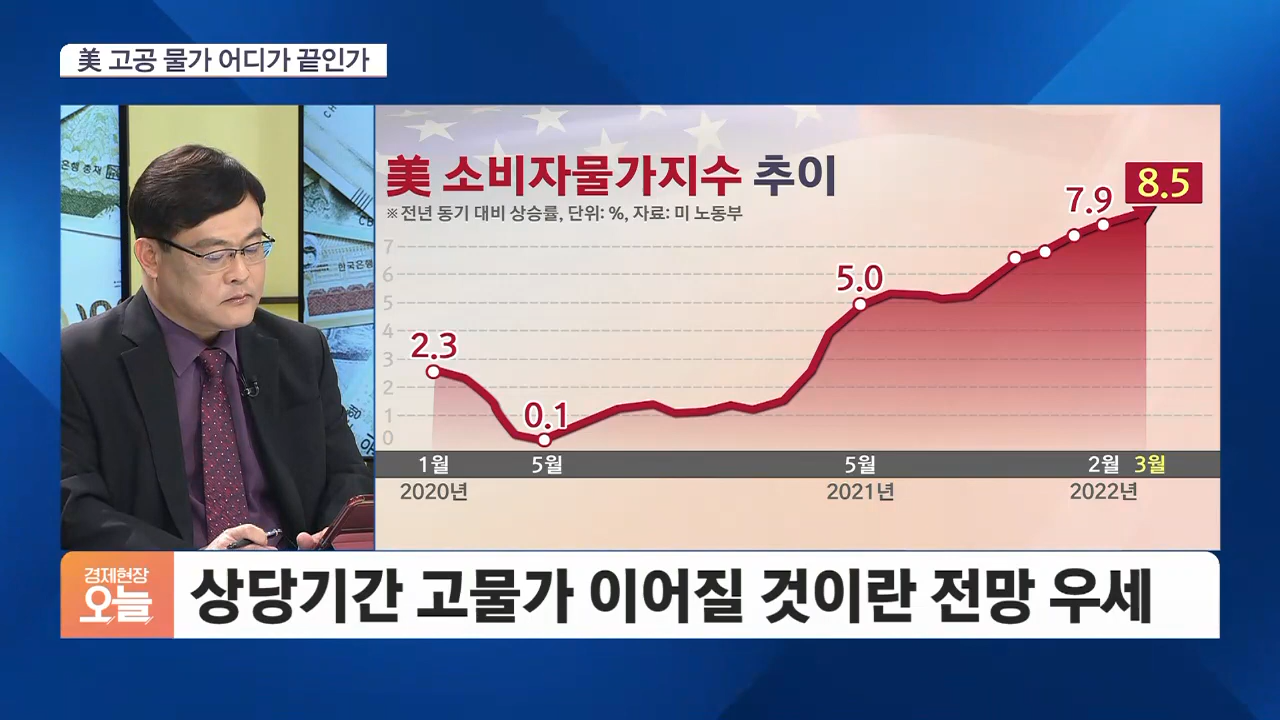 美 고공 물가 어디가 끝인가
美 소비자물가지수 추이
※ 전년 동기 대비 상승률, 단위: %, 자료: 미 노동부
8.5
7.9
5.0
2.3
0.1
7
6
5
4
3
2
1
0
1월 5월 5월 2월 3월
2020년 2021년 2022년
한국은행
경제현장
오늘
상당기간 고물가 이어질 것이란 전망 우세